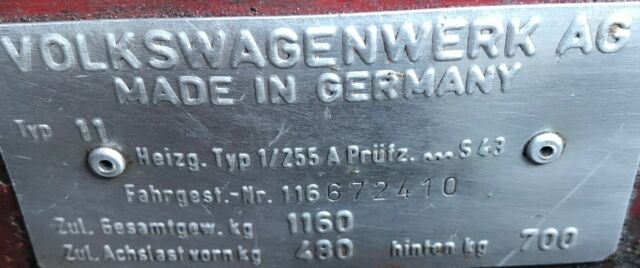 VOLKSWAGENWERK AG
MADE IN GERMANY
Typ 11
Heizg. Typ 1/255 A Prüfz. ... S 43
Fahrgest.-Nr. 116672410
Zul. Gesamtgew. kg 1160
Zul. Achslast vorn kg 480 hinten kg 700